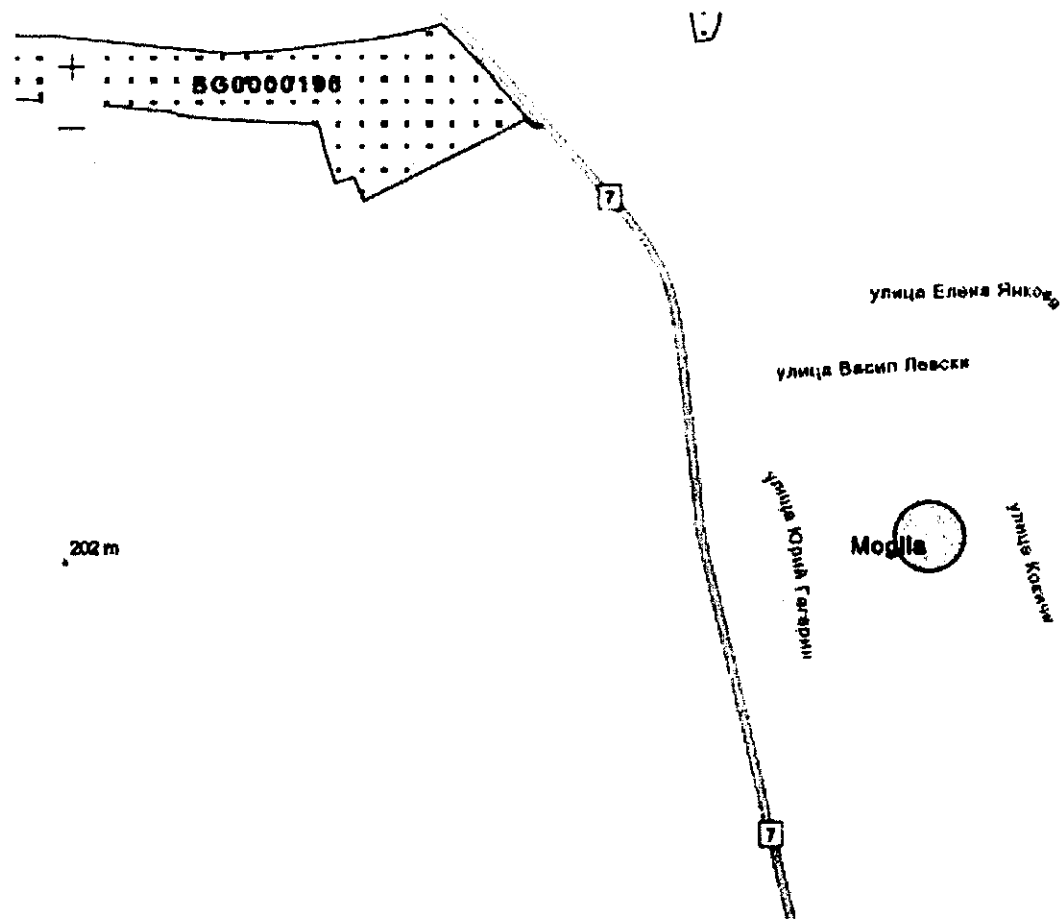 BG0000196
7
улица Елена Янкова
улица Васил Левски
улица Юрий Гагарин
Mogila
202 m
7